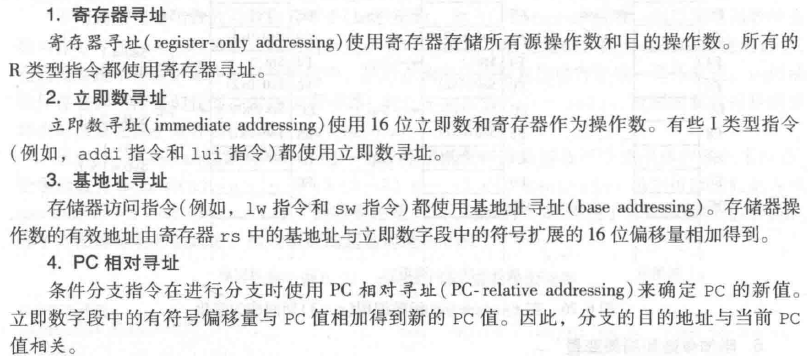 1. 寄存器寻址
寄存器寻址(register-only addressing)使用寄存器存储所有源操作数和目的操作数。所有的
R 类型指令都使用寄存器寻址。
2. 立即数寻址
立即数寻址(immediate addressing)使用 16 位立即数和寄存器作为操作数。有些 I 类型指令
(例如，addi 指令和 lui 指令)都使用立即数寻址。
3. 基地址寻址
存储器访问指令(例如，lw 指令和 sw 指令)都使用基地址寻址(base addressing)。存储器操
作数的有效地址由寄存器 rs 中的基地址与立即数字段中的符号扩展的 16 位偏移量相加得到。
4. PC 相对寻址
条件分支指令在进行分支时使用 PC 相对寻址(PC-relative addressing)来确定 PC 的新值。
立即数字段中的有符号偏移量与 PC 值相加得到新的 PC 值。因此，分支的目的地址与当前 PC
值相关。